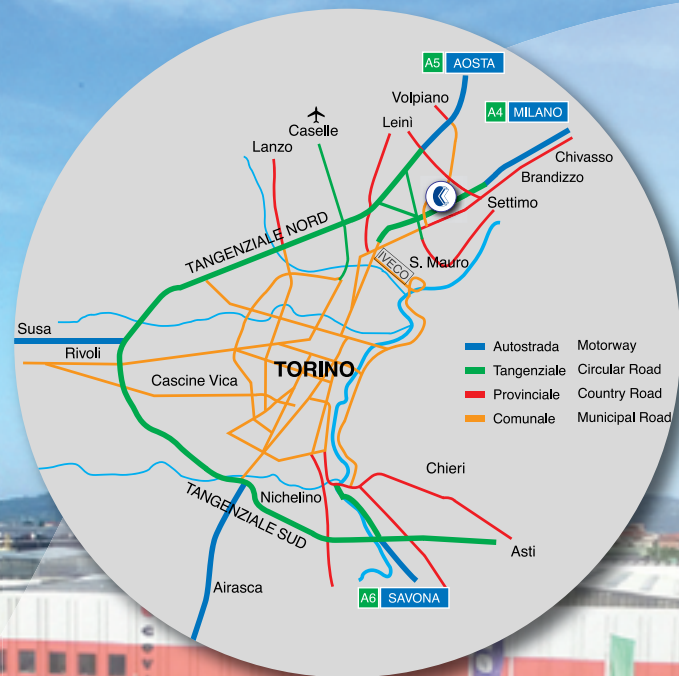 A5 AOSTA
Volpiano
A4 MILANO
Leinì
Caselle
Lanzo
Chivasso
Brandizzo
Settimo
TANGENZIALE NORD
IVECO
S. Mauro
Susa
Rivoli
Cascine Vica
TORINO
Autostrada Motorway
Tangenziale Circular Road
Provinciale Country Road
Comunale Municipal Road
Chieri
Nichelino
TANGENZIALE SUD
Asti
Airasca
A6 SAVONA